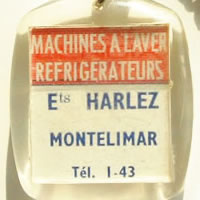 MACHINES A LAVER
REFRIGERATEURS
Ets HARLEZ
MONTELIMAR
Tél. 1-43